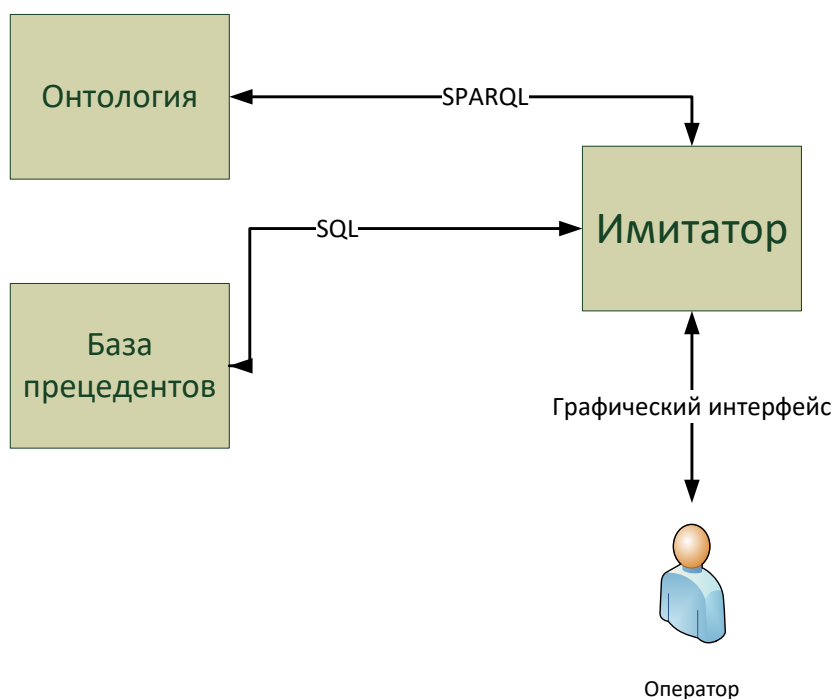 Онтология
SPARQL
Имитатор
SQL
База
прецедентов
Графический интерфейс
Оператор